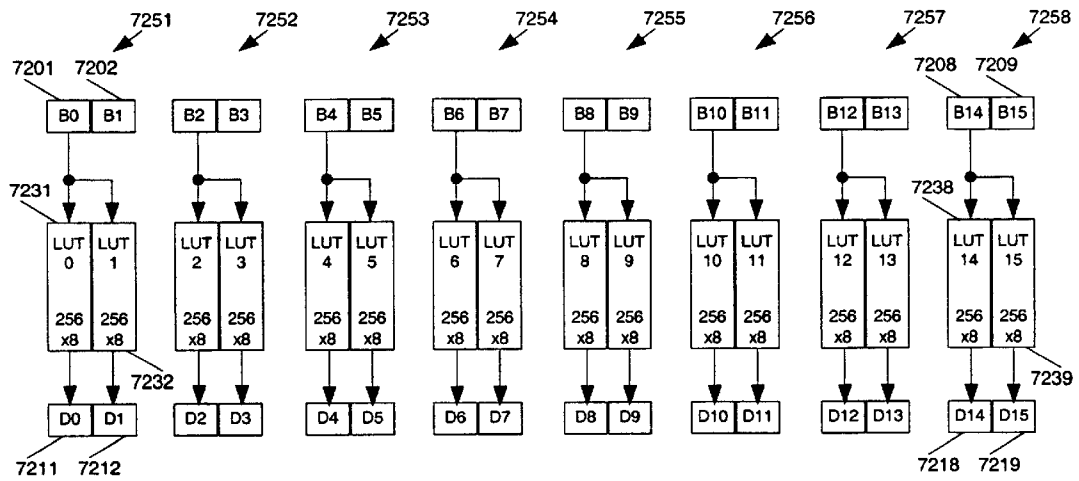 7251 7252 7253 7254 7255 7256 7257 7258
7201 7202 7208 7209
B0 B1 B2 B3 B4 B5 B6 B7 B8 B9 B10 B11 B12 B13 B14 B15
7231 7238
LUT LUT LUT LUT LUT LUT LUT LUT LUT LUT LUT LUT LUT LUT LUT LUT
0 1 2 3 4 5 6 7 8 9 10 11 12 13 14 15
256 256 256 256 256 256 256 256 256 256 256 256 256 256 256 256
x8 x8 x8 x8 x8 x8 x8 x8 x8 x8 x8 x8 x8 x8 x8 x8
7232 7239
D0 D1 D2 D3 D4 D5 D6 D7 D8 D9 D10 D11 D12 D13 D14 D15
7211 7212 7218 7219